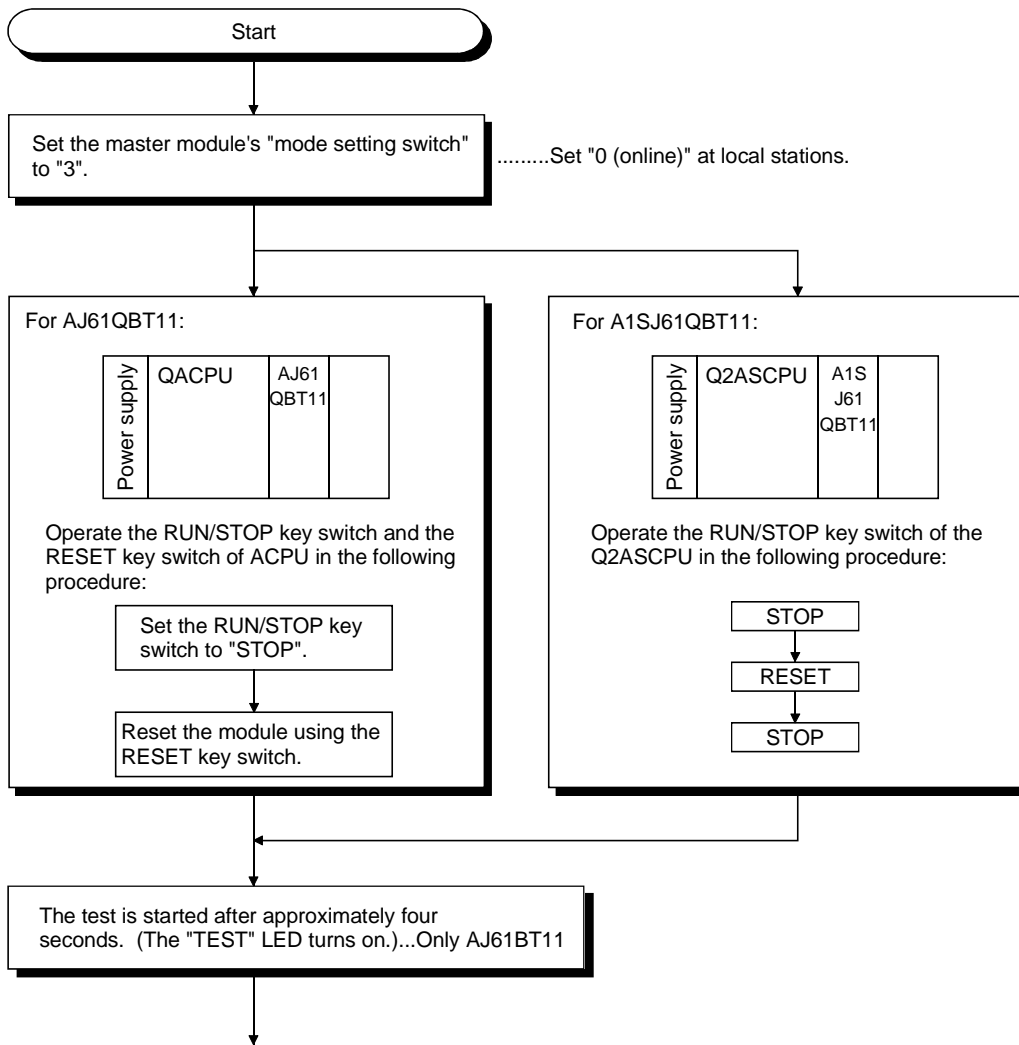 Start
Set the master module's "mode setting switch"
to "3".
.........Set "0 (online)" at local stations.
For AJ61QBT11:
Power supply
QACPU
AJ61
QBT11
Operate the RUN/STOP key switch and the
RESET key switch of ACPU in the following
procedure:
Set the RUN/STOP key
switch to "STOP".
Reset the module using the
RESET key switch.
For A1SJ61QBT11:
Power supply
Q2ASCPU
A1S
J61
QBT11
Operate the RUN/STOP key switch of the
Q2ASCPU in the following procedure:
STOP
RESET
STOP
The test is started after approximately four
seconds.  (The "TEST" LED turns on.)...Only AJ61BT11